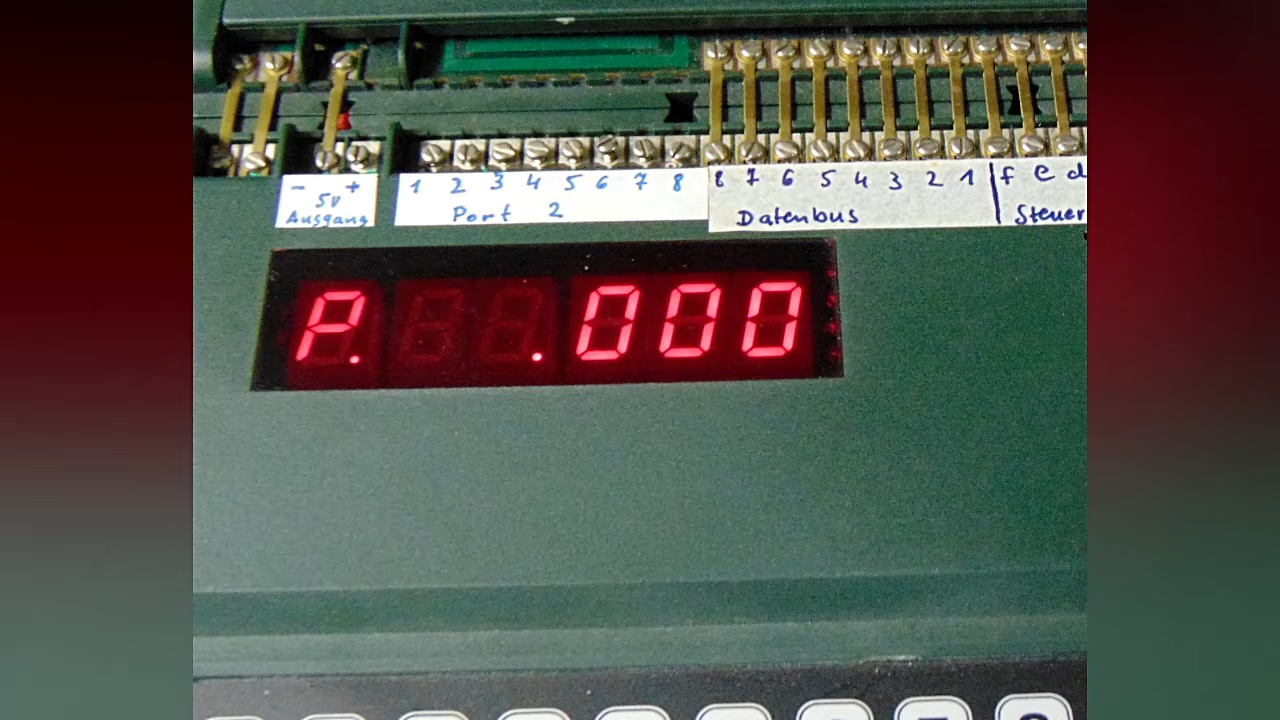 - +
5V
Ausgang
1 2 3 4 5 6 7 8
Port 2
8 7 6 5 4 3 2 1 f e d
Datenbus Steuer
P. .000